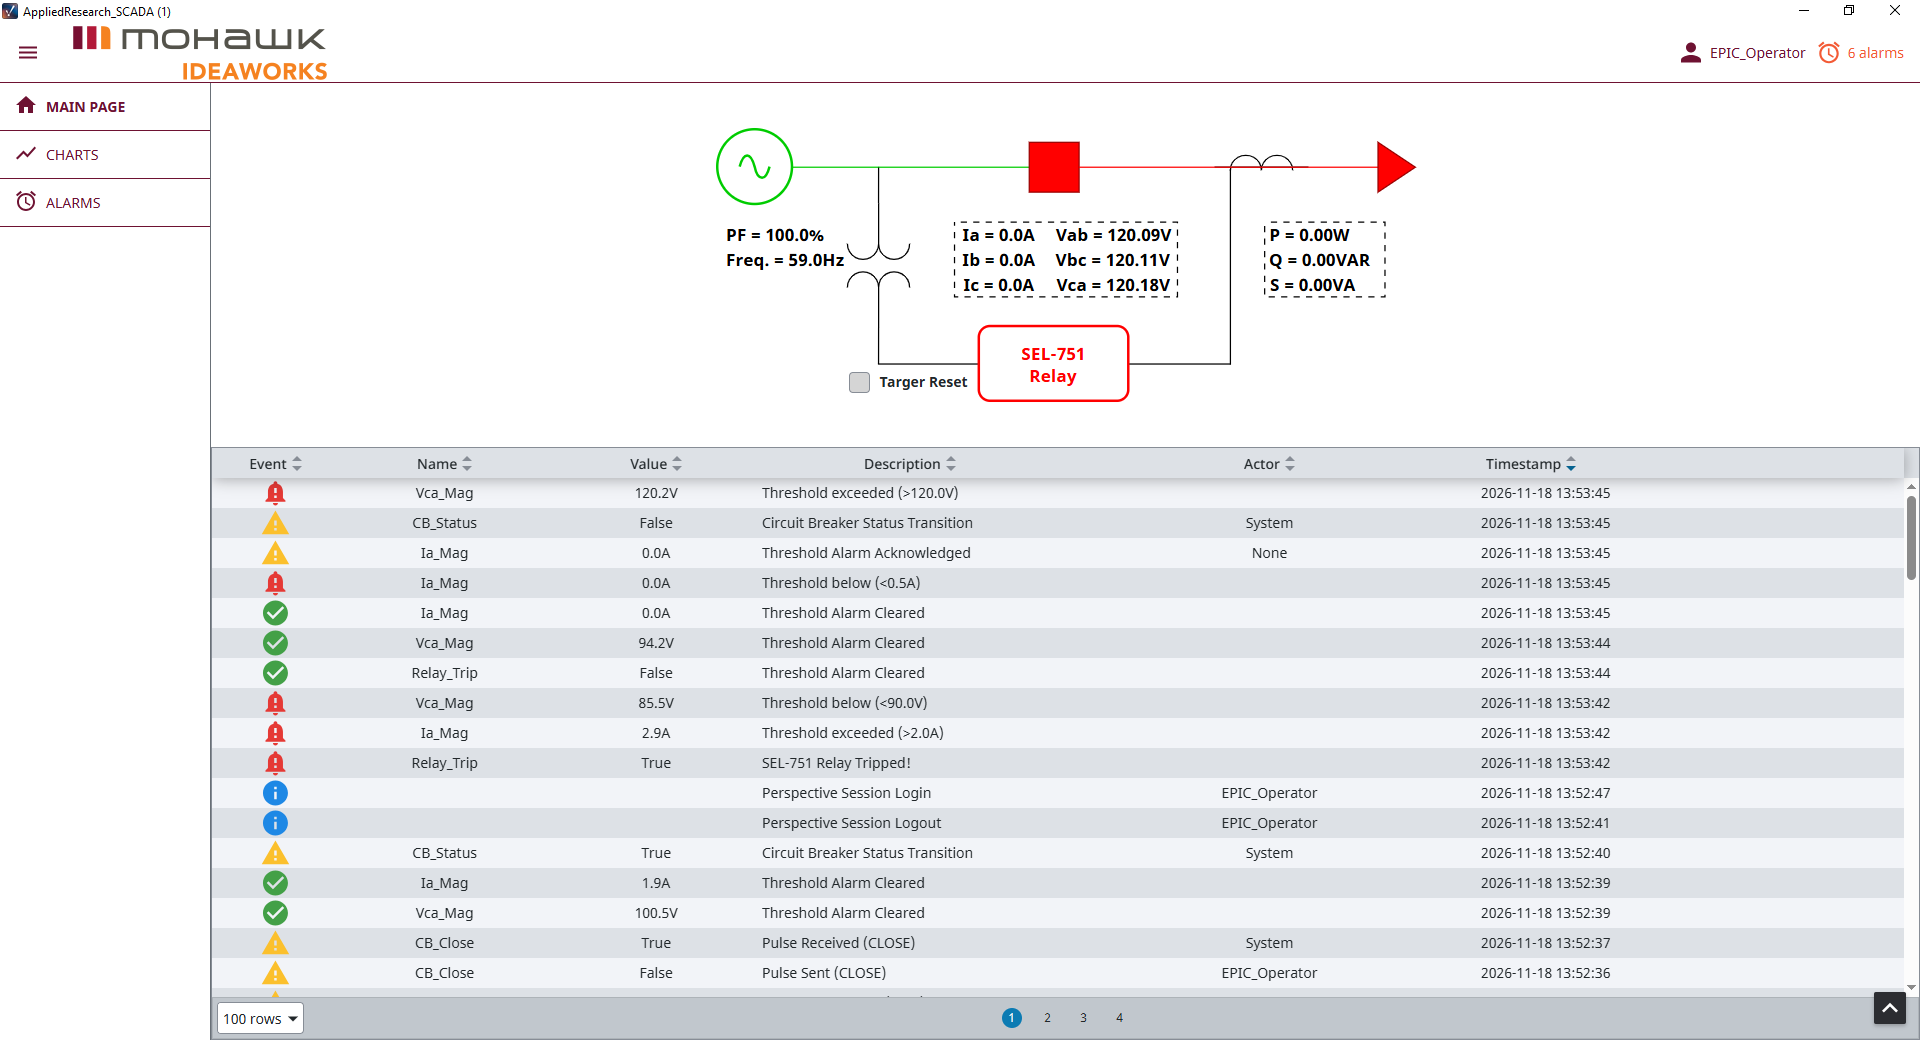 AppliedResearch_SCADA (1)
mohawk
IDEAWORKS
EPIC_Operator 6 alarms
MAIN PAGE
CHARTS
ALARMS
PF = 100.0%
Freq. = 59.0Hz
Ia = 0.0A Vab = 120.09V
Ib = 0.0A Vbc = 120.11V
Ic = 0.0A Vca = 120.18V
P = 0.00W
Q = 0.00VAR
S = 0.00VA
SEL-751
Relay
Targer Reset
Event Name Value Description Actor Timestamp
Vca_Mag 120.2V Threshold exceeded (>120.0V) 2026-11-18 13:53:45
CB_Status False Circuit Breaker Status Transition System 2026-11-18 13:53:45
Ia_Mag 0.0A Threshold Alarm Acknowledged None 2026-11-18 13:53:45
Ia_Mag 0.0A Threshold below (<0.5A) 2026-11-18 13:53:45
Ia_Mag 0.0A Threshold Alarm Cleared 2026-11-18 13:53:45
Vca_Mag 94.2V Threshold Alarm Cleared 2026-11-18 13:53:44
Relay_Trip False Threshold Alarm Cleared 2026-11-18 13:53:44
Vca_Mag 85.5V Threshold below (<90.0V) 2026-11-18 13:53:42
Ia_Mag 2.9A Threshold exceeded (>2.0A) 2026-11-18 13:53:42
Relay_Trip True SEL-751 Relay Tripped! 2026-11-18 13:53:42
Perspective Session Login EPIC_Operator 2026-11-18 13:52:47
Perspective Session Logout EPIC_Operator 2026-11-18 13:52:41
CB_Status True Circuit Breaker Status Transition System 2026-11-18 13:52:40
Ia_Mag 1.9A Threshold Alarm Cleared 2026-11-18 13:52:39
Vca_Mag 100.5V Threshold Alarm Cleared 2026-11-18 13:52:39
CB_Close True Pulse Received (CLOSE) System 2026-11-18 13:52:37
CB_Close False Pulse Sent (CLOSE) EPIC_Operator 2026-11-18 13:52:36
100 rows 1 2 3 4